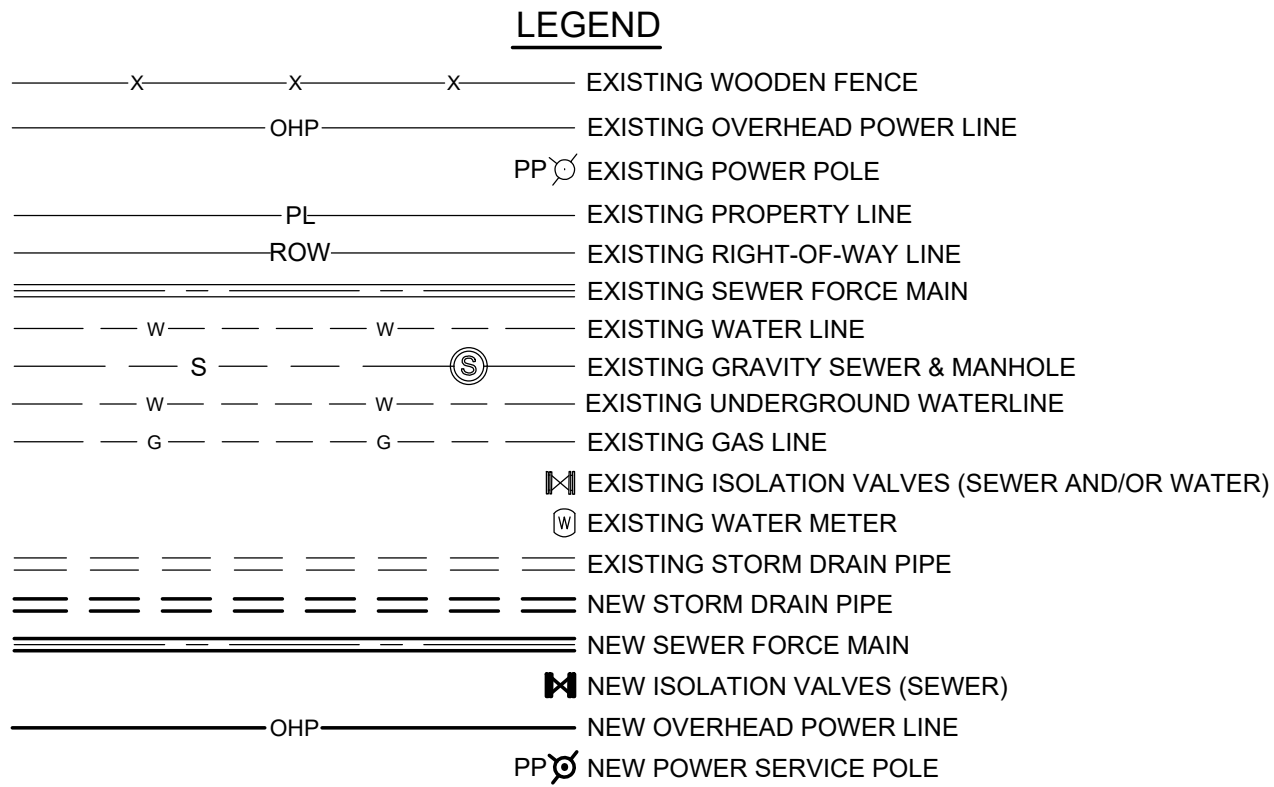 LEGEND
X X X EXISTING WOODEN FENCE
OHP EXISTING OVERHEAD POWER LINE
PP EXISTING POWER POLE
PL EXISTING PROPERTY LINE
ROW EXISTING RIGHT-OF-WAY LINE
EXISTING SEWER FORCE MAIN
W W EXISTING WATER LINE
S S EXISTING GRAVITY SEWER & MANHOLE
W W EXISTING UNDERGROUND WATERLINE
G G EXISTING GAS LINE
EXISTING ISOLATION VALVES (SEWER AND/OR WATER)
W EXISTING WATER METER
EXISTING STORM DRAIN PIPE
NEW STORM DRAIN PIPE
NEW SEWER FORCE MAIN
NEW ISOLATION VALVES (SEWER)
OHP NEW OVERHEAD POWER LINE
PP NEW POWER SERVICE POLE